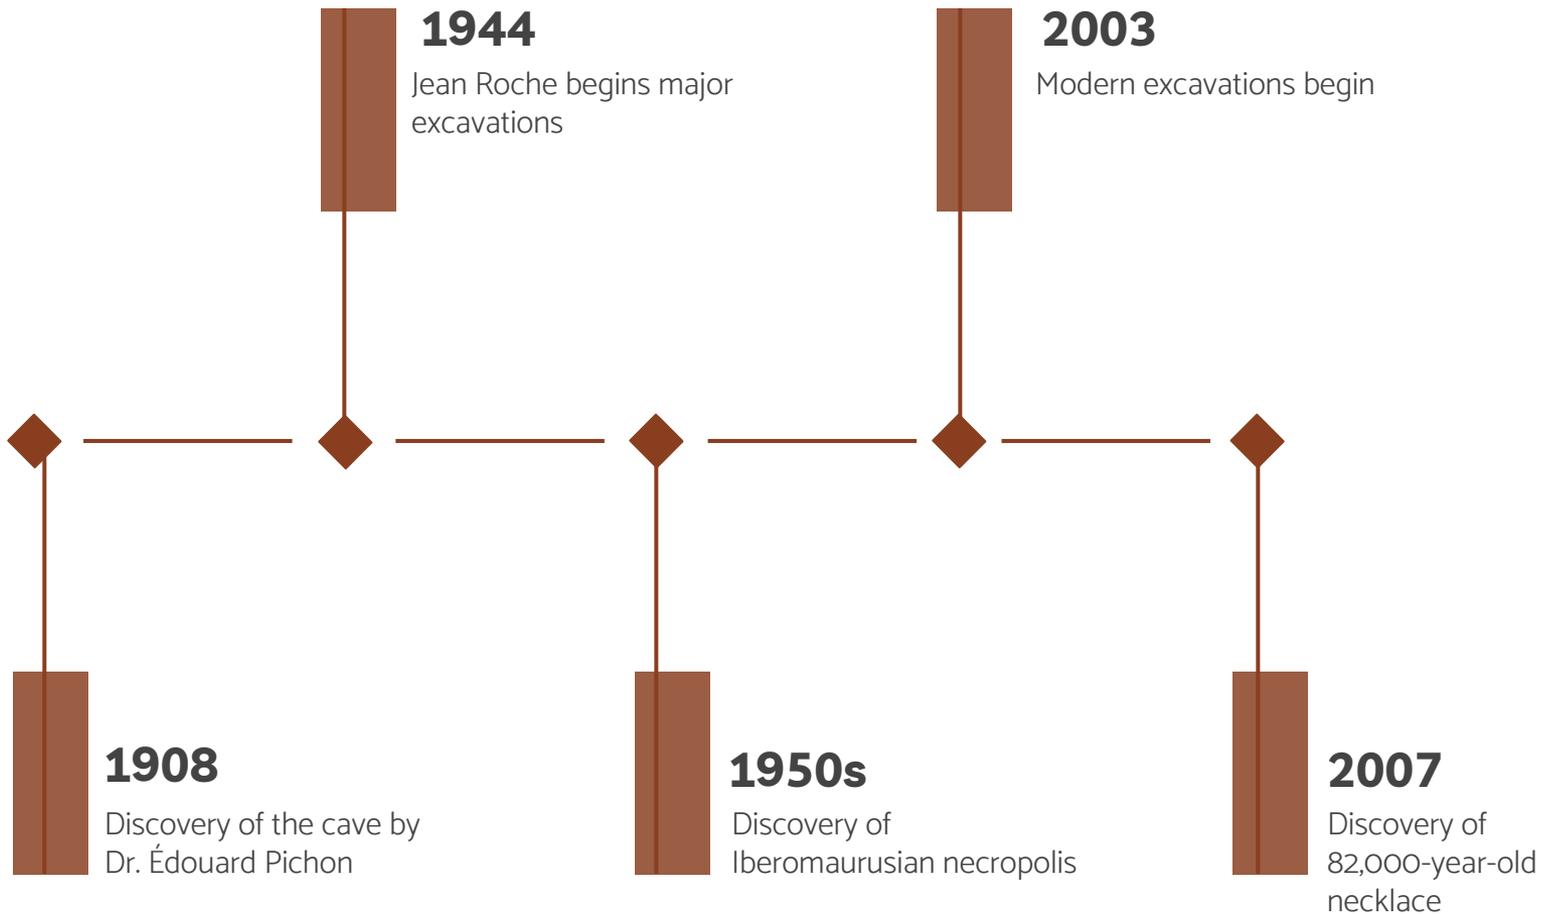 1944
Jean Roche begins major
excavations
2003
Modern excavations begin
1908
Discovery of the cave by
Dr. Édouard Pichon
1950s
Discovery of
Iberomaurusian necropolis
2007
Discovery of
82,000-year-old
necklace